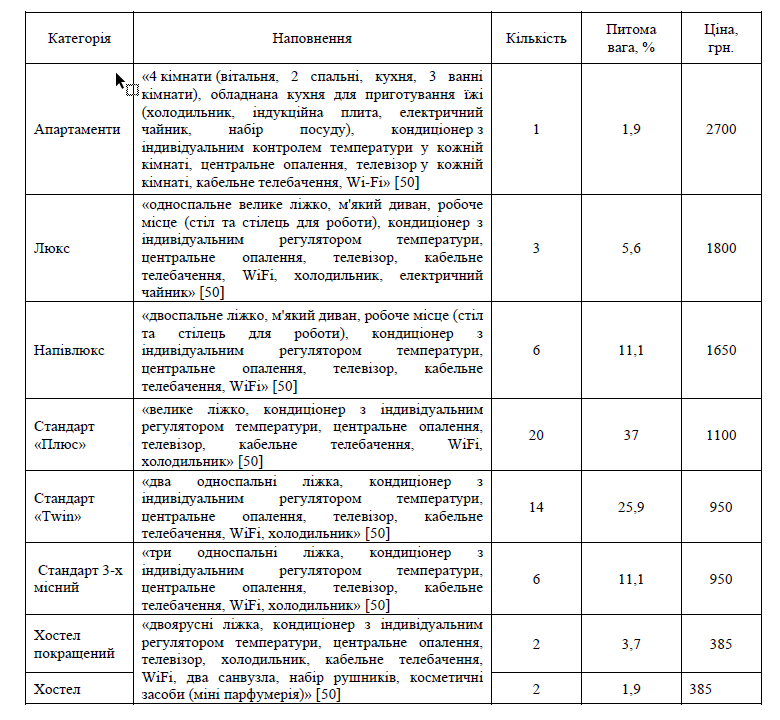 Категорія
Наповнення
Кількість
Питома
вага, %
Ціна,
грн.
Апартаменти
«4 кімнати (вітальня, 2 спальні, кухня, 3 ванні
кімнати), обладнана кухня для приготування їжі
(холодильник, індукційна плита, електричний
чайник, набір посуду), кондиціонер з
індивідуальним контролем температури у кожній
кімнаті, центральне опалення, телевізор у кожній
кімнаті, кабельне телебачення, Wi-Fi» [50]
1
1,9
2700
Люкс
«односпальне велике ліжко, м'який диван, робоче
місце (стіл та стілець для роботи), кондиціонер з
індивідуальним регулятором температури,
центральне опалення, телевізор, кабельне
телебачення, WiFi, холодильник, електричний
чайник» [50]
3
5,6
1800
Напівлюкс
«двоспальне ліжко, м'який диван, робоче місце (стіл
та стілець для роботи), кондиціонер з
індивідуальним регулятором температури,
центральне опалення, телевізор, кабельне
телебачення, WiFi» [50]
6
11,1
1650
Стандарт
«Плюс»
«велике ліжко, кондиціонер з індивідуальним
регулятором температури, центральне опалення,
телевізор, кабельне телебачення, WiFi,
холодильник» [50]
20
37
1100
Стандарт
«Twin»
«два односпальні ліжка, кондиціонер з
індивідуальним регулятором температури,
центральне опалення, телевізор, кабельне
телебачення, WiFi, холодильник» [50]
14
25,9
950
Стандарт 3-х
місний
«три односпальні ліжка, кондиціонер з
індивідуальним регулятором температури,
центральне опалення, телевізор, кабельне
телебачення, WiFi, холодильник» [50]
6
11,1
950
Хостел
покращений
«двоярусні ліжка, кондиціонер з індивідуальним
регулятором температури, центральне опалення,
телевізор, холодильник, кабельне телебачення,
WiFi, два санвузла, набір рушників, косметичні
засоби (міні парфумерія)» [50]
2
3,7
385
Хостел
2
1,9
385